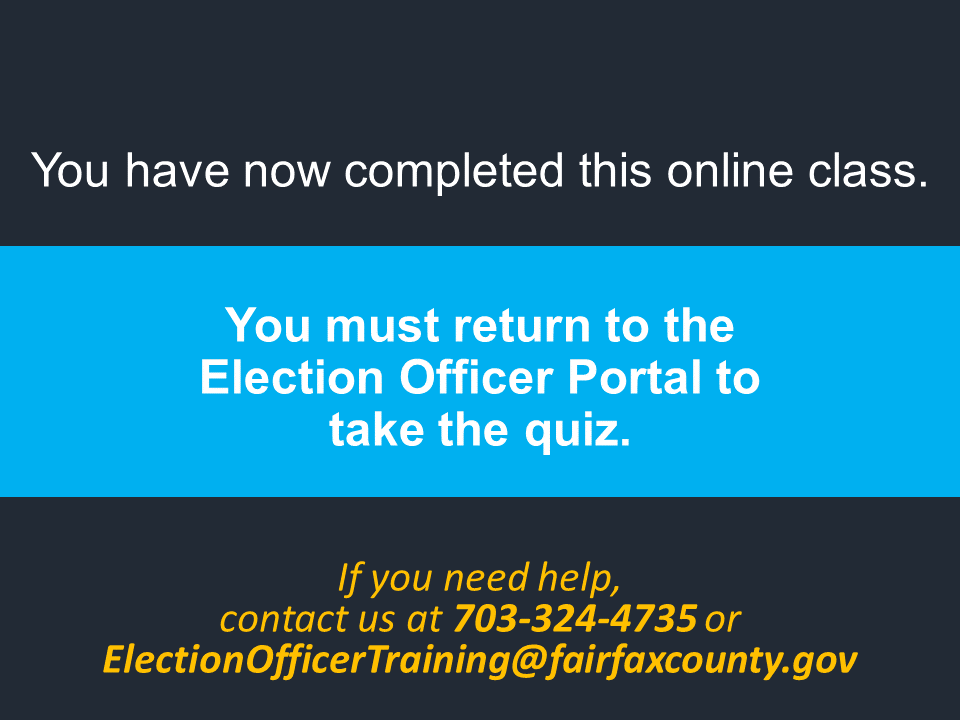 You have now completed this online class.
You must return to the
Election Officer Portal to
take the quiz.
If you need help,
contact us at 703-324-4735 or
ElectionOfficerTraining@fairfaxcounty.gov